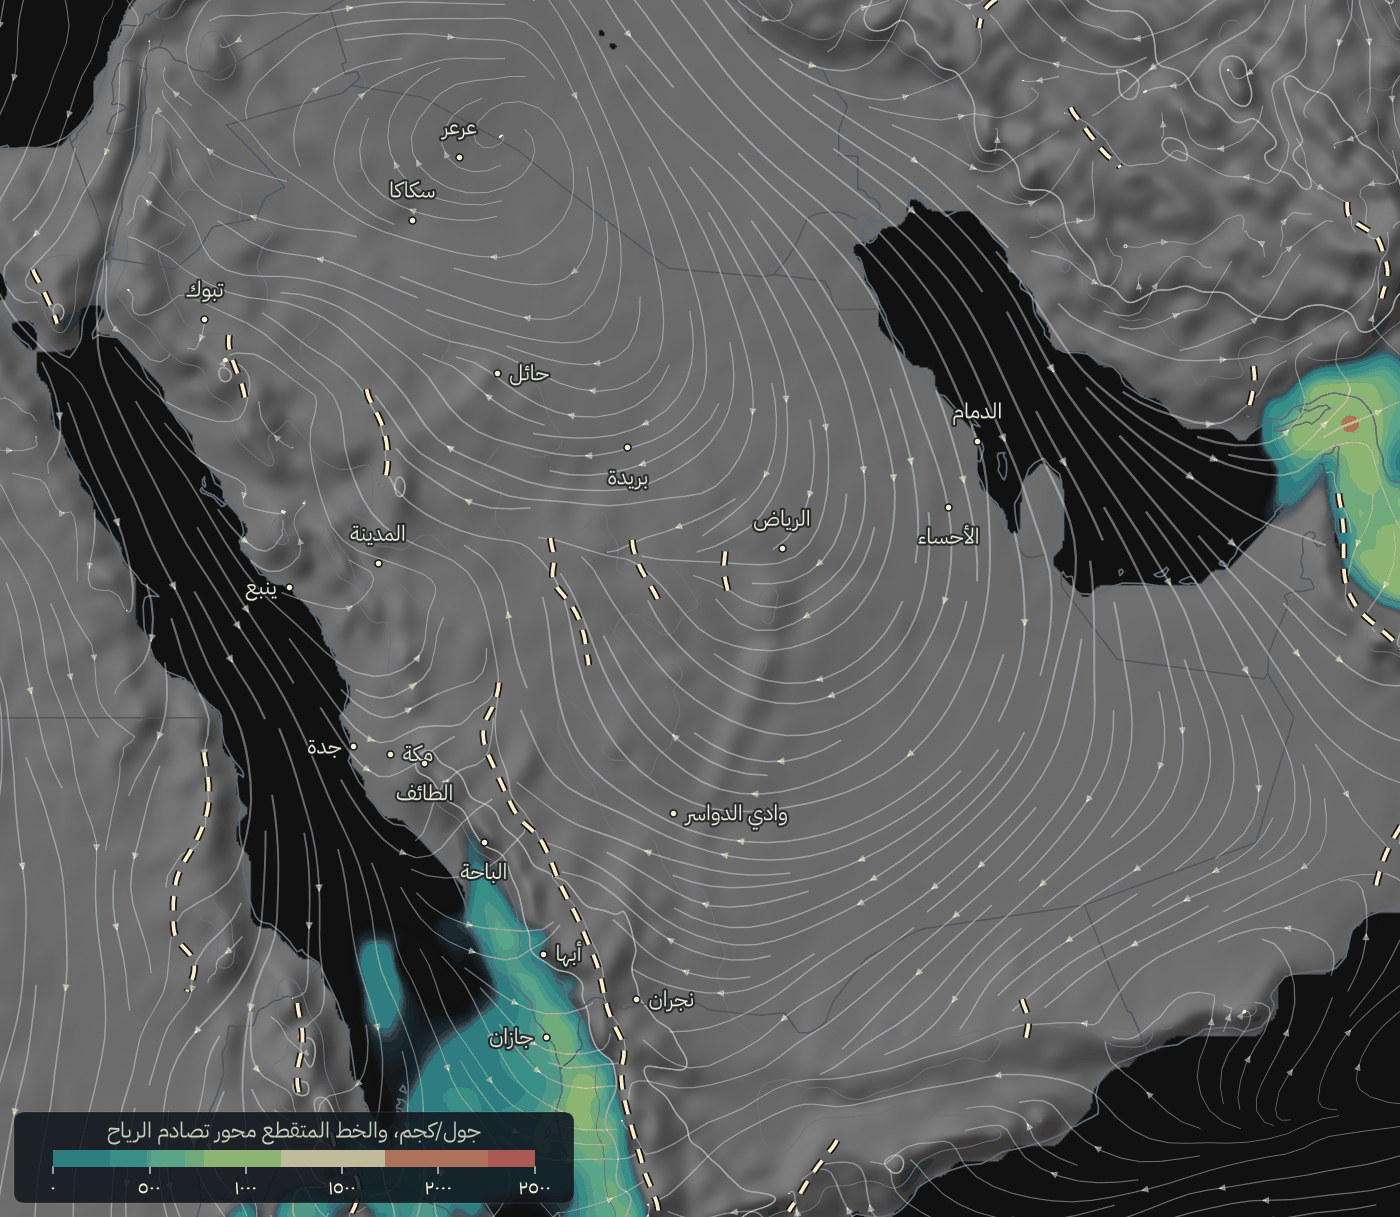 عرعر
سكاكا
تبوك
حائل
الدمام
بريدة
الرياض
المدينة
الأحساء
ينبع
جدة
مكة
الطائف
وادي الدواسر
الباحة
أبها
نجران
جازان
جول/كجم، والخط المتقطع محور تصادم الرياح
٠ ٥٠٠ ١٠٠٠ ١٥٠٠ ٢٠٠٠ ٢٥٠٠